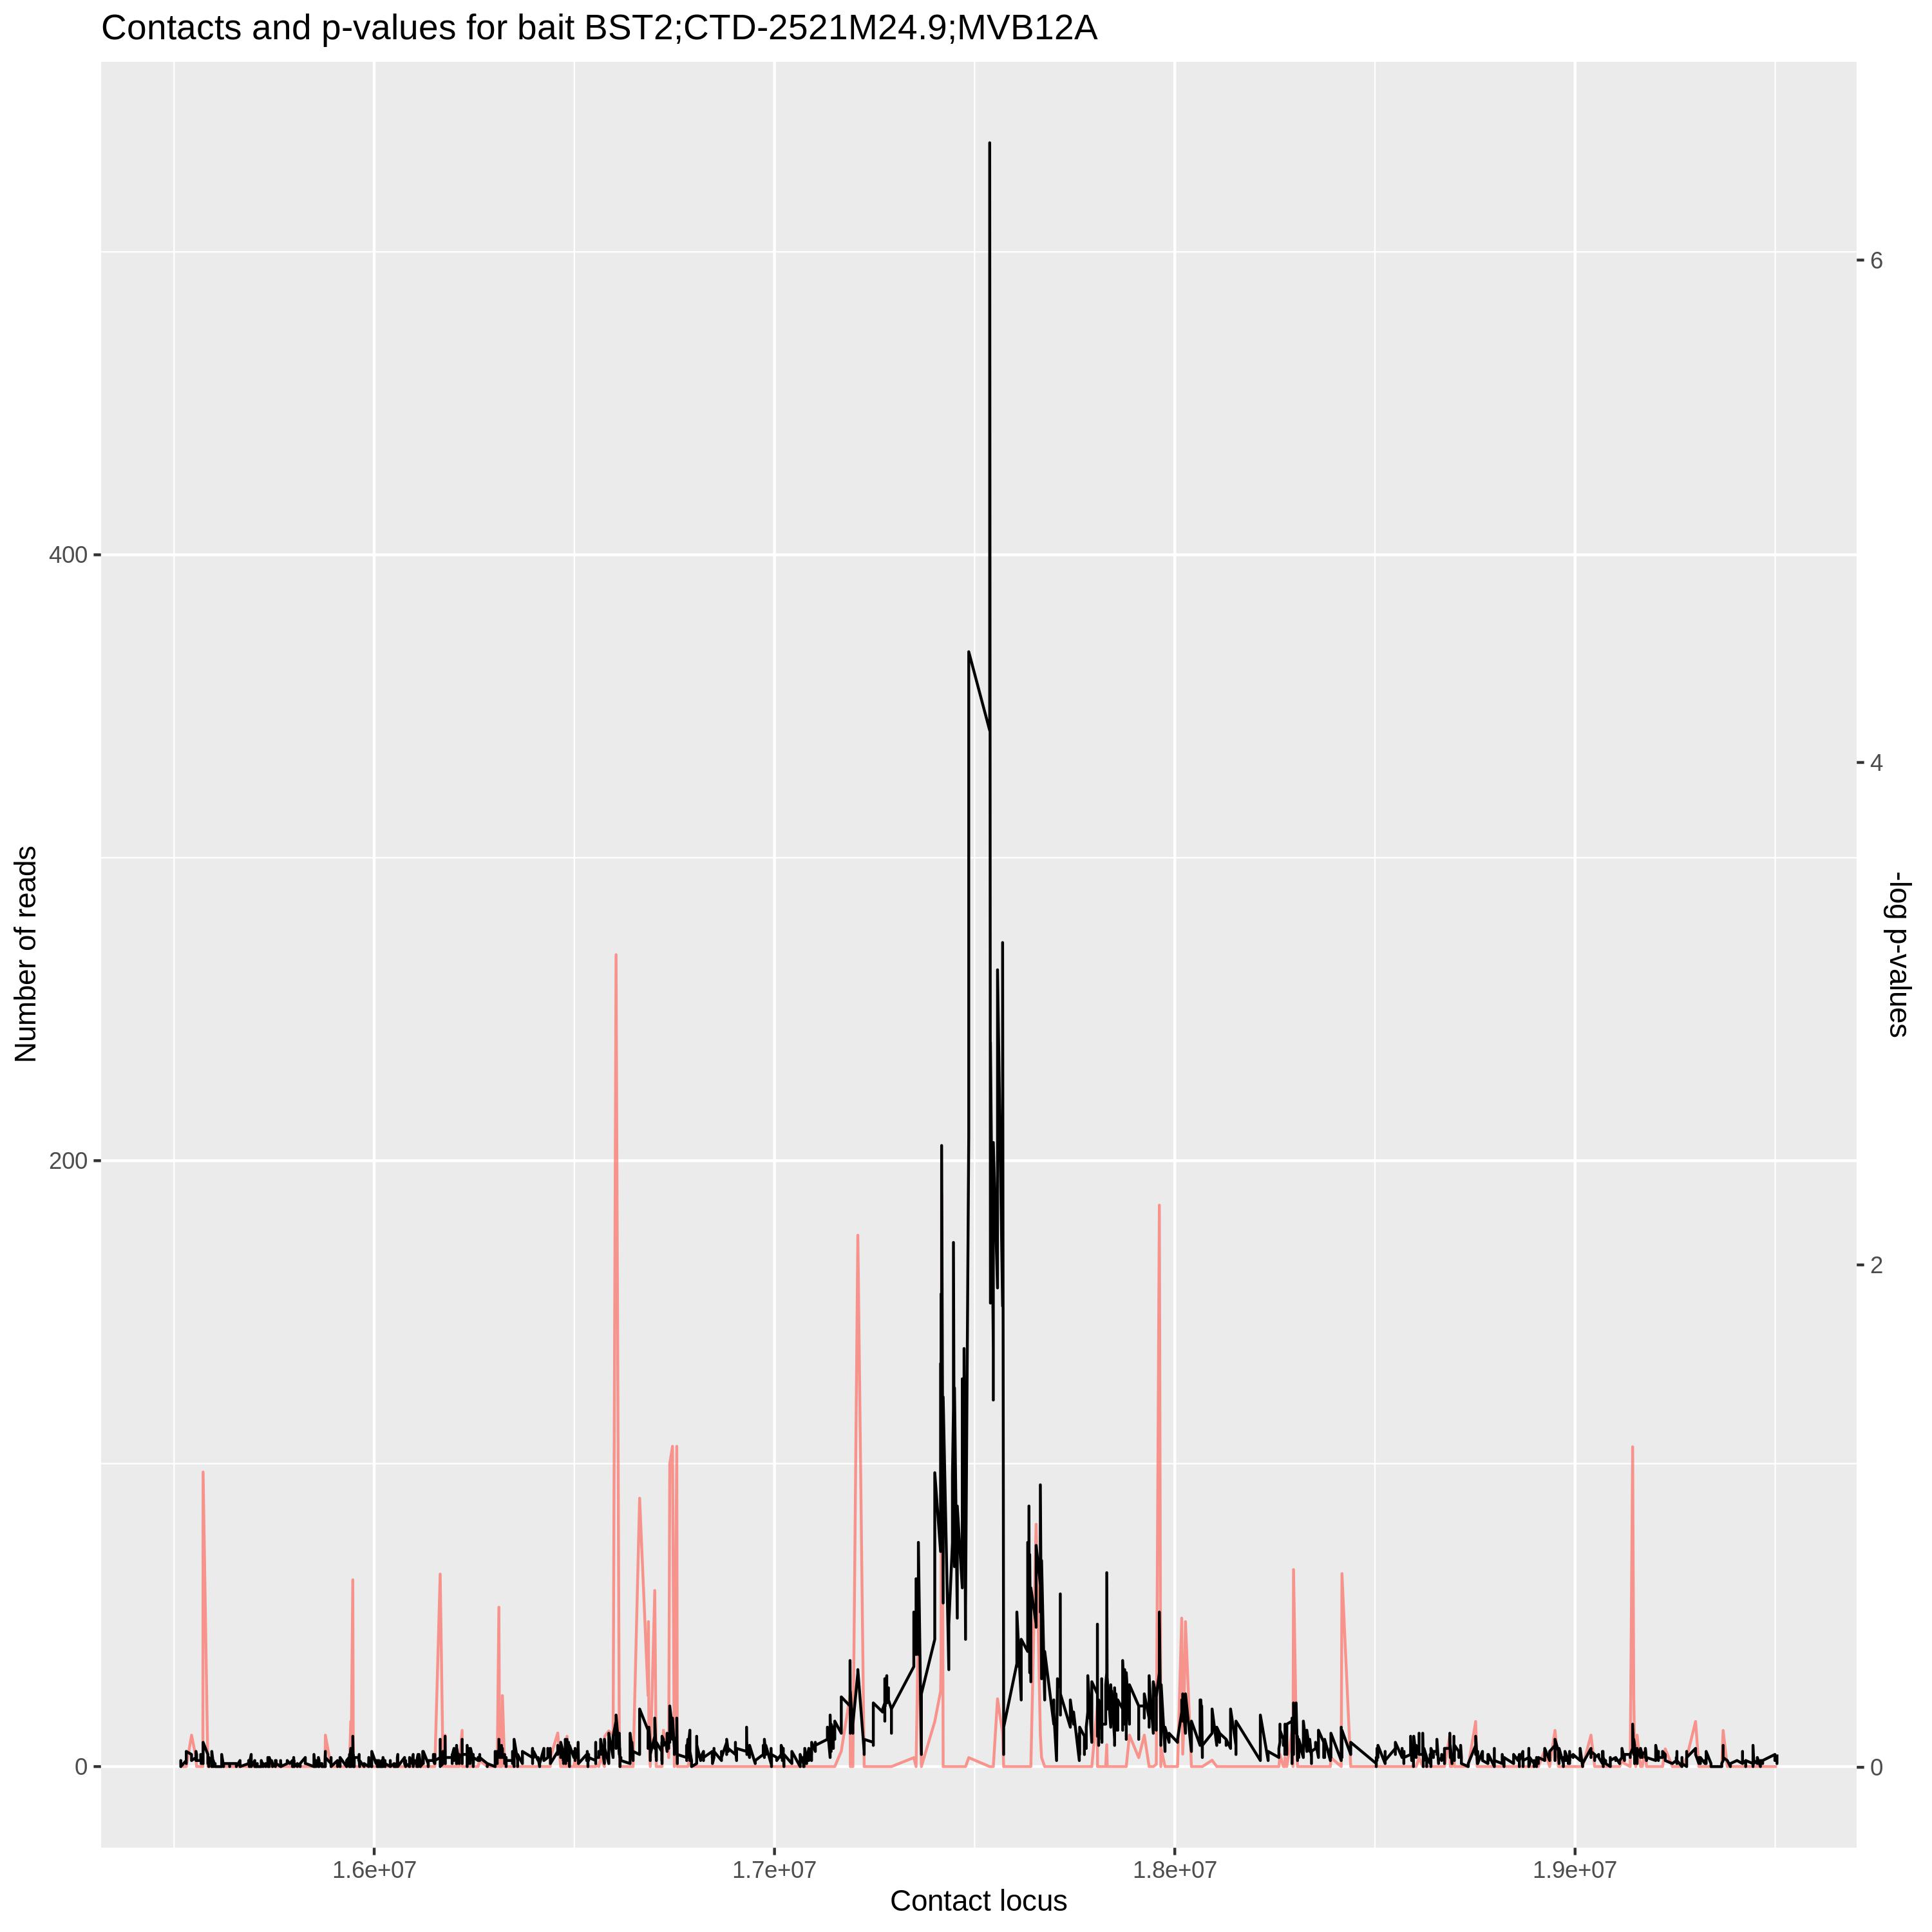 Contacts and p-values for bait BST2;CTD-2521M24.9;MVB12A
Number of reads
400
200
0
6
4
2
0
-log p-values
1.6e+07 1.7e+07 1.8e+07 1.9e+07
Contact locus